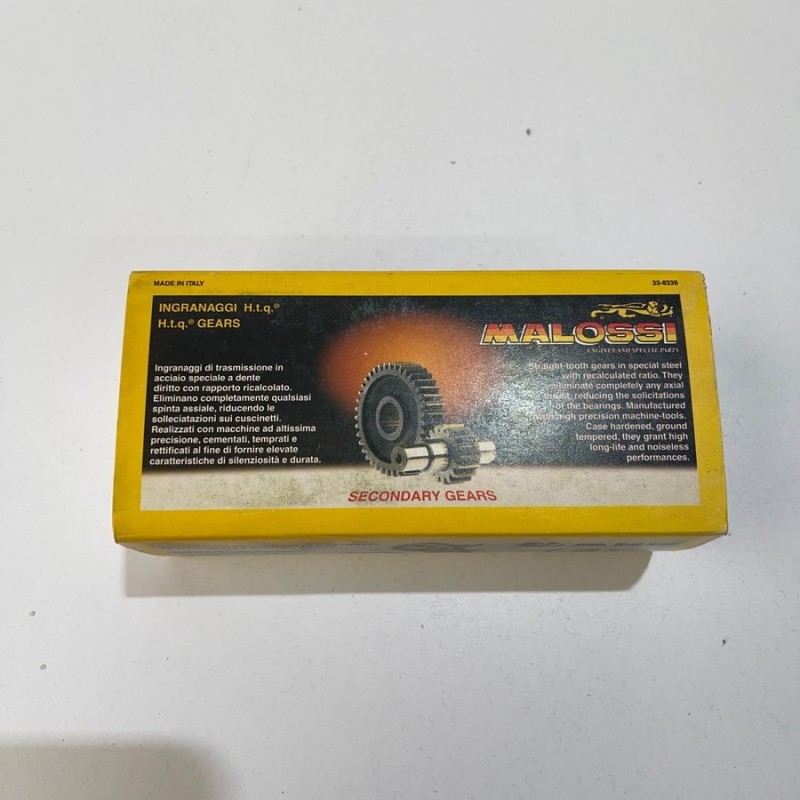 MADE IN ITALY
33-8339
INGRANAGGI H.t.q.®
H.t.q.® GEARS
MALOSSI
ENGINES AND SPECIAL PARTS
Ingranaggi di trasmissione in
acciaio speciale a dente
diritto con rapporto ricalcolato.
Eliminano completamente qualsiasi
spinta assiale, riducendo le
solleciatazioni sui cuscinetti.
Realizzati con macchine ad altissima
precisione, cementati, temprati e
rettificati al fine di fornire elevate
caratteristiche di silenziosità e durata.
Straight-tooth gears in special steel
with recalculated ratio. They
eliminate completely any axial
thrust, reducing the solicitations
of the bearings. Manufactured
with high precision machine-tools.
Case hardened, ground
tempered, they grant high
long-life and noiseless
performances.
SECONDARY GEARS